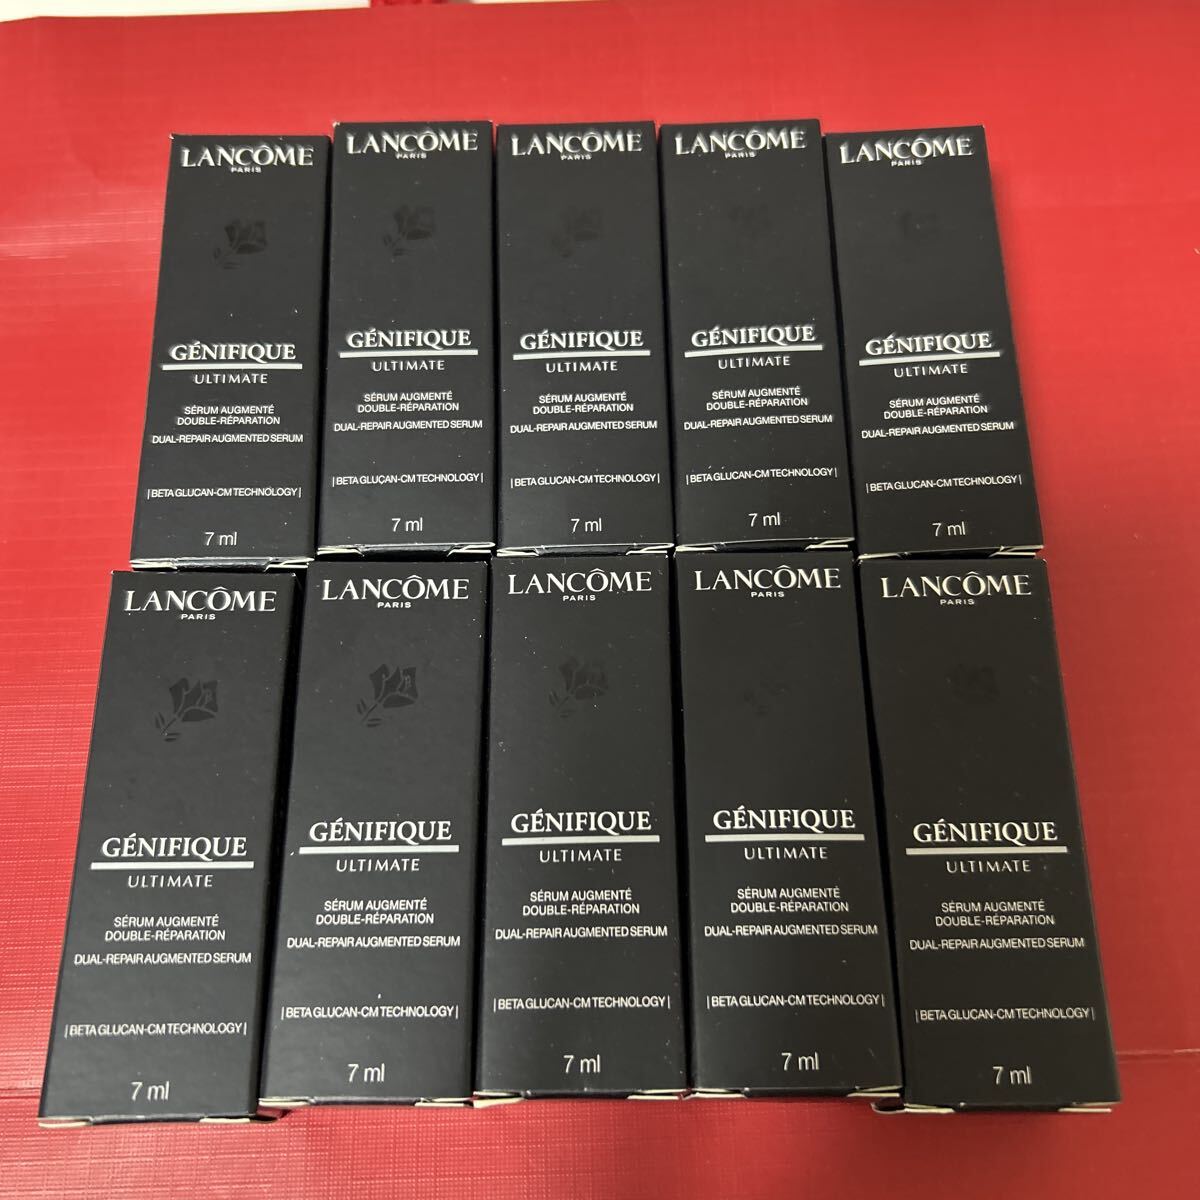 LANCÔME
PARIS
GÉNIFIQUE
ULTIMATE
SÉRUM AUGMENTÉ
DOUBLE-RÉPARATION
DUAL-REPAIR AUGMENTED SERUM
| BETA GLUCAN-CM TECHNOLOGY |
7 ml
LANCÔME
PARIS
GÉNIFIQUE
ULTIMATE
SÉRUM AUGMENTÉ
DOUBLE-RÉPARATION
DUAL-REPAIR AUGMENTED SERUM
| BETA GLUCAN-CM TECHNOLOGY |
7 ml
LANCÔME
PARIS
GÉNIFIQUE
ULTIMATE
SÉRUM AUGMENTÉ
DOUBLE-RÉPARATION
DUAL-REPAIR AUGMENTED SERUM
| BETA GLUCAN-CM TECHNOLOGY |
7 ml
LANCÔME
PARIS
GÉNIFIQUE
ULTIMATE
SÉRUM AUGMENTÉ
DOUBLE-RÉPARATION
DUAL-REPAIR AUGMENTED SERUM
| BETA GLUCAN-CM TECHNOLOGY |
7 ml
LANCÔME
PARIS
GÉNIFIQUE
ULTIMATE
SÉRUM AUGMENTÉ
DOUBLE-RÉPARATION
DUAL-REPAIR AUGMENTED SERUM
| BETA GLUCAN-CM TECHNOLOGY |
7 ml
LANCÔME
PARIS
GÉNIFIQUE
ULTIMATE
SÉRUM AUGMENTÉ
DOUBLE-RÉPARATION
DUAL-REPAIR AUGMENTED SERUM
| BETA GLUCAN-CM TECHNOLOGY |
7 ml
LANCÔME
PARIS
GÉNIFIQUE
ULTIMATE
SÉRUM AUGMENTÉ
DOUBLE-RÉPARATION
DUAL-REPAIR AUGMENTED SERUM
| BETA GLUCAN-CM TECHNOLOGY |
7 ml
LANCÔME
PARIS
GÉNIFIQUE
ULTIMATE
SÉRUM AUGMENTÉ
DOUBLE-RÉPARATION
DUAL-REPAIR AUGMENTED SERUM
| BETA GLUCAN-CM TECHNOLOGY |
7 ml
LANCÔME
PARIS
GÉNIFIQUE
ULTIMATE
SÉRUM AUGMENTÉ
DOUBLE-RÉPARATION
DUAL-REPAIR AUGMENTED SERUM
| BETA GLUCAN-CM TECHNOLOGY |
7 ml
LANCÔME
PARIS
GÉNIFIQUE
ULTIMATE
SÉRUM AUGMENTÉ
DOUBLE-RÉPARATION
DUAL-REPAIR AUGMENTED SERUM
| BETA GLUCAN-CM TECHNOLOGY |
7 ml